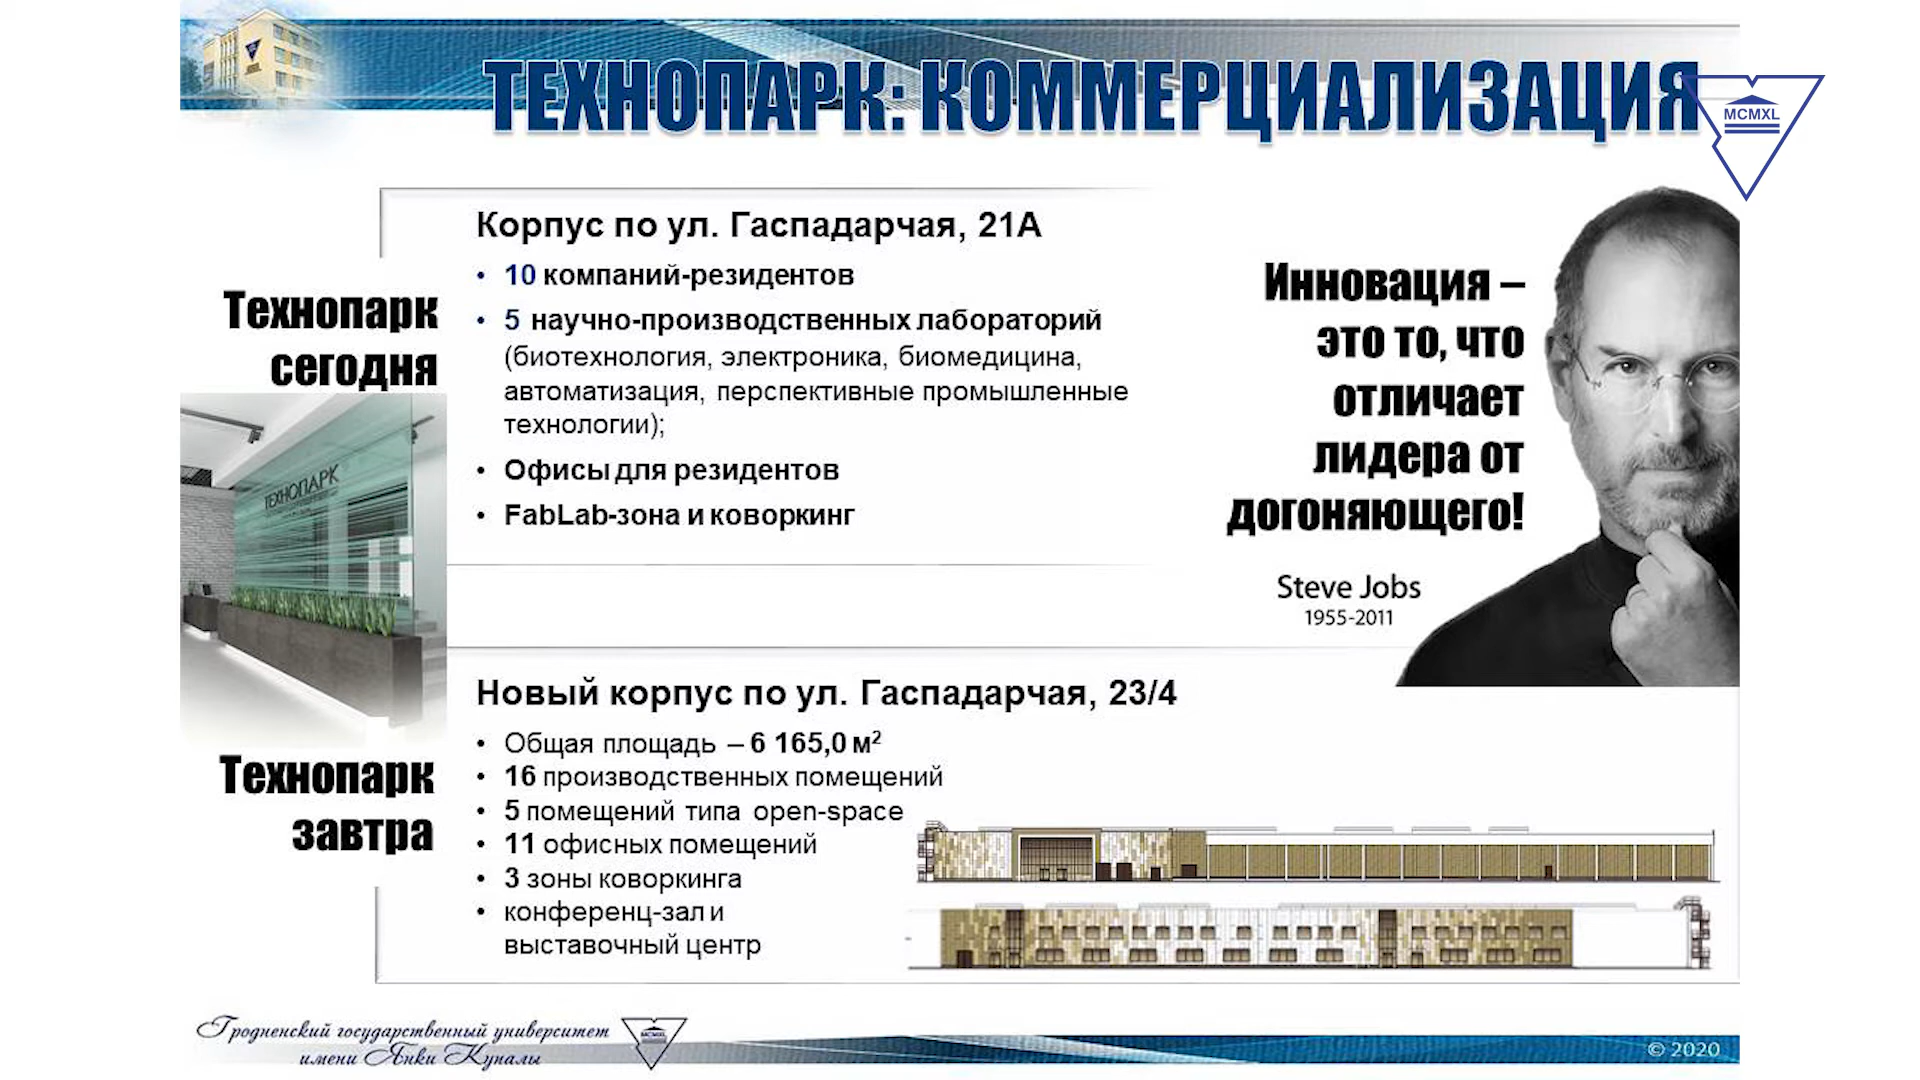 ТЕХНОПАРК: КОММЕРЦИАЛИЗАЦИЯ
MCMXL
Технопарк
сегодня
ТЕХНОПАРК
Корпус по ул. Гаспадарчая, 21А
• 10 компаний-резидентов
• 5 научно-производственных лабораторий
(биотехнология, электроника, биомедицина,
автоматизация, перспективные промышленные
технологии);
• Офисы для резидентов
• FabLab-зона и коворкинг
Инновация –
это то, что
отличает
лидера от
догоняющего!
Steve Jobs
1955-2011
Технопарк
завтра
Новый корпус по ул. Гаспадарчая, 23/4
• Общая площадь – 6 165,0 м²
• 16 производственных помещений
• 5 помещений типа open-space
• 11 офисных помещений
• 3 зоны коворкинга
• конференц-зал и
выставочный центр
Гродненский государственный университет
имени Янки Купалы
MCMXL
© 2020